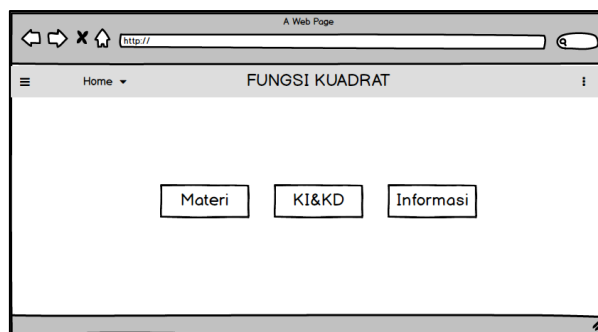 A Web Page
http://
Home FUNGSI KUADRAT
Materi KI&KD Informasi